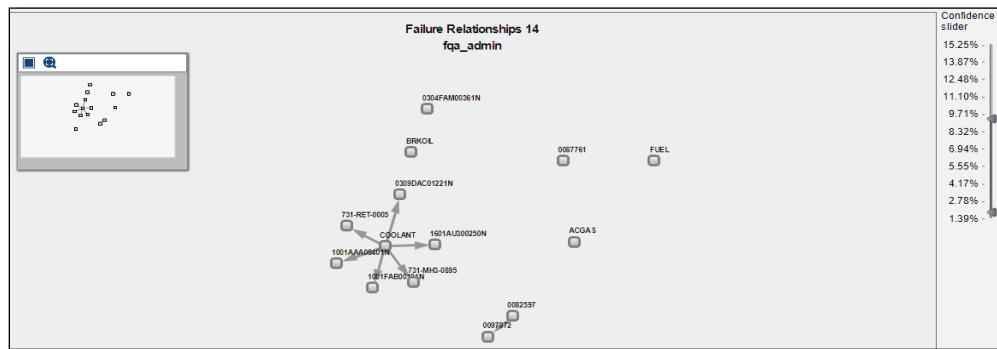 Failure Relationships 14
fqa_admin
Confidence
slider
15.25%
13.87%
12.48%
11.10%
9.71%
8.32%
6.94%
5.55%
4.17%
2.78%
1.39%
0304FAM00361N
BRKOIL
0087761
FUEL
0309DAC01221N
731-RET-0005
COOLANT
1601AU300250N
ACGAS
731-MH3-0895
0082597